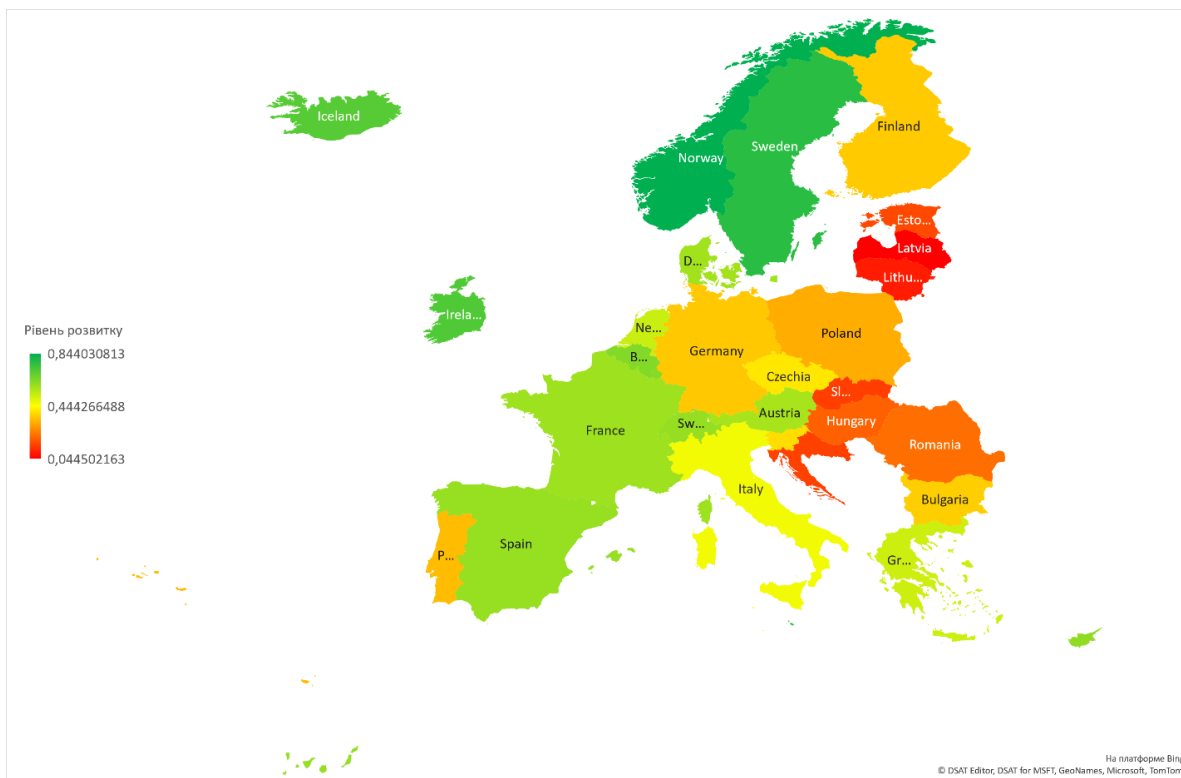 Iceland
Finland
Sweden
Norway
Esto...
Latvia
D...
Lithu...
Irela...
Ne...
Рівень розвитку
Poland
Germany
B...
0,844030813
Czechia
Sl...
0,444266488
Austria
Sw...
Hungary
France
Romania
0,044502163
Italy
Bulgaria
Spain
P...
Gr...
На платформе Bing
© DSAT Editor, DSAT for MSFT, GeoNames, Microsoft, TomTom